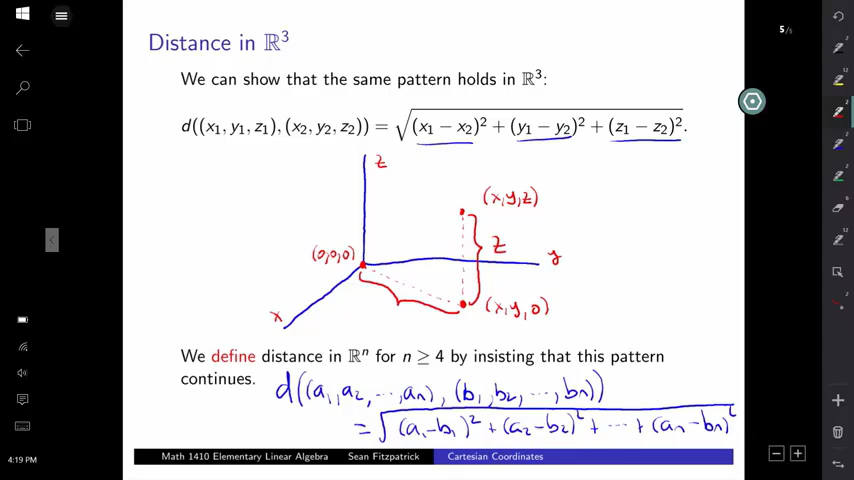 5/5
Distance in ℝ³
We can show that the same pattern holds in ℝ³:
d((x₁, y₁, z₁), (x₂, y₂, z₂)) = √(x₁ − x₂)² + (y₁ − y₂)² + (z₁ − z₂)².
z
(x,y,z)
z
(0,0,0)
y
(x,y,0)
x
We define distance in ℝⁿ for n ≥ 4 by insisting that this pattern
continues.
d((a₁,a₂,⋯,aₙ), (b₁,b₂,⋯,bₙ))
= √(a₁−b₁)² + (a₂−b₂)² + ⋯ + (aₙ−bₙ)²
4:19 PM
Math 1410 Elementary Linear Algebra Sean Fitzpatrick Cartesian Coordinates